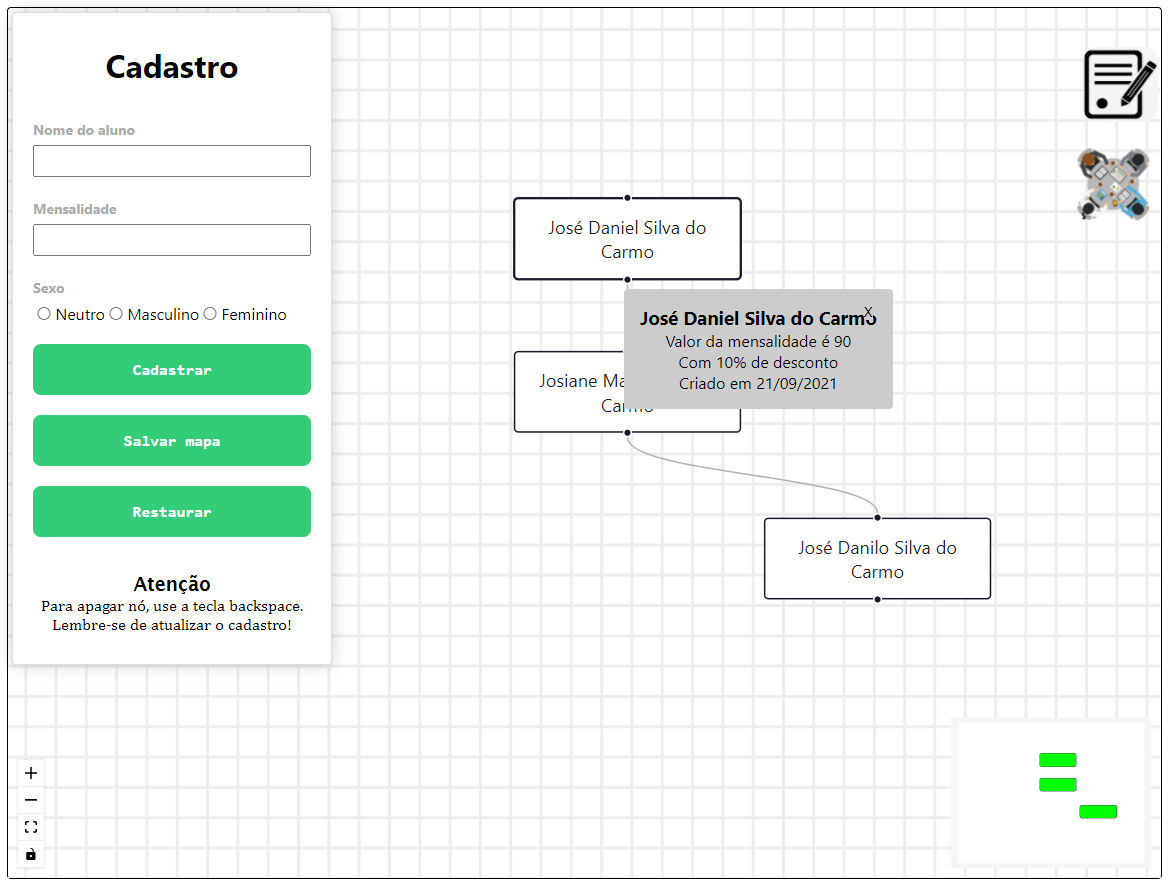 Cadastro
Nome do aluno
Mensalidade
Sexo
Neutro Masculino Feminino
Cadastrar
Salvar mapa
Restaurar
Atenção
Para apagar nó, use a tecla backspace.
Lembre-se de atualizar o cadastro!
José Daniel Silva do
Carmo
X
José Daniel Silva do Carmo
Valor da mensalidade é 90
Com 10% de desconto
Criado em 21/09/2021
Josiane
Carmo
José Danilo Silva do
Carmo